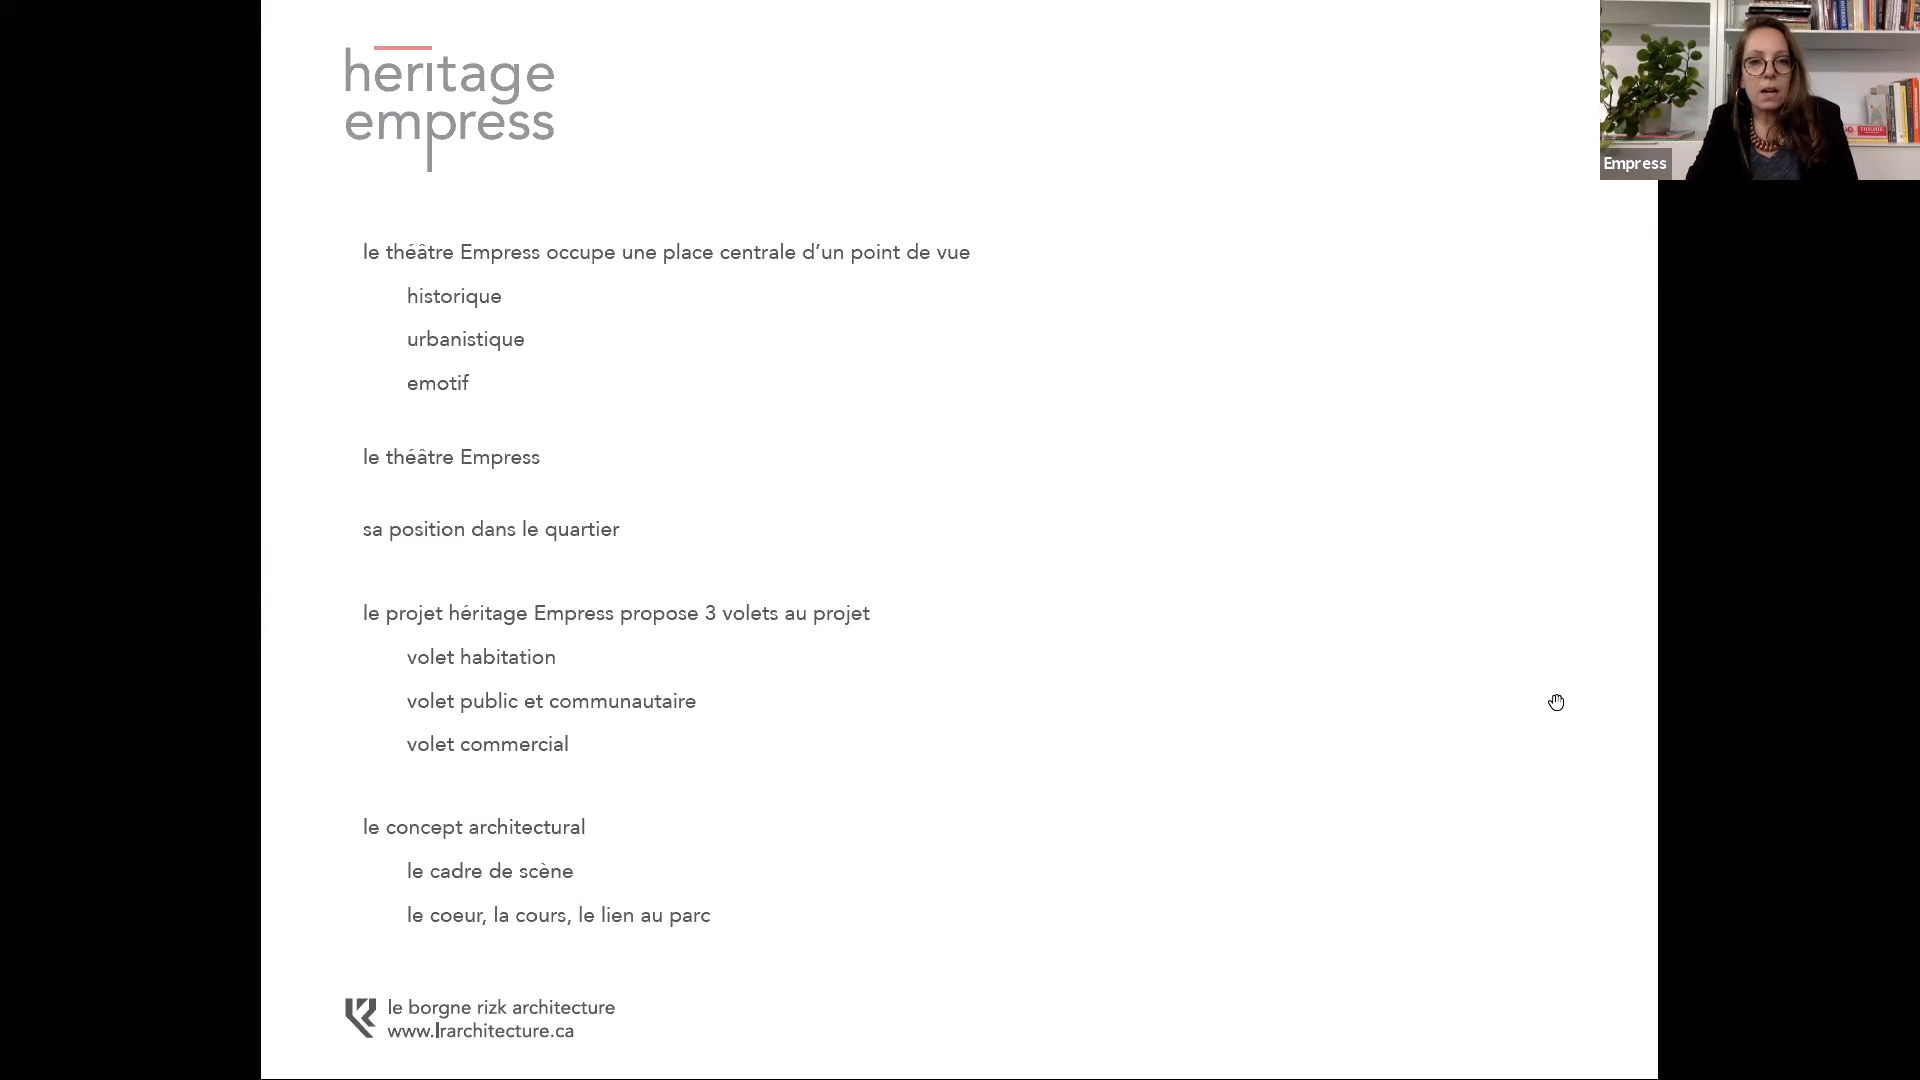 heritage
empress
Empress
le théâtre Empress occupe une place centrale d’un point de vue
historique
urbanistique
emotif
le théâtre Empress
sa position dans le quartier
le projet héritage Empress propose 3 volets au projet
volet habitation
volet public et communautaire
volet commercial
le concept architectural
le cadre de scène
le coeur, la cours, le lien au parc
le borgne rizk architecture
www.lrarchitecture.ca